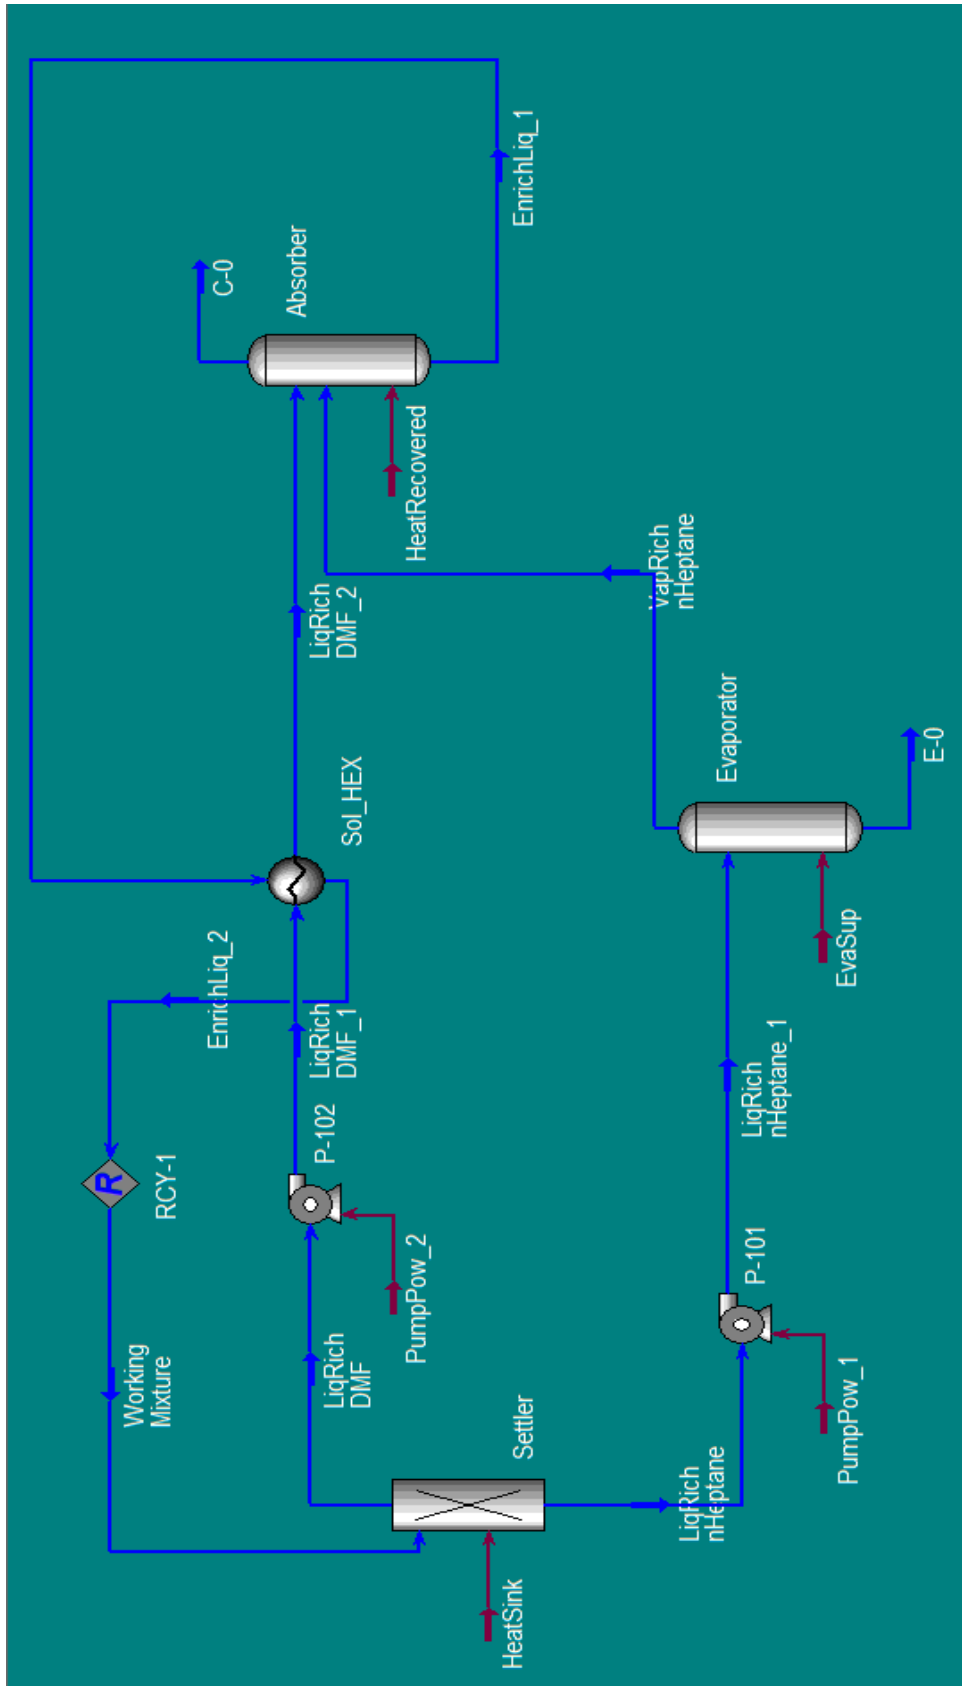 EnrichLiq_1
C-0
Absorber
HeatRecovered
LiqRich
DMF_2
VapRich
nHeptane
Sol_HEX
Evaporator
E-0
EnrichLiq_2
LiqRich
DMF_1
EvaSup
R
RCY-1
P-102
LiqRich
nHeptane_1
PumpPow_2
P-101
Working
Mixture
LiqRich
DMF
Settler
PumpPow_1
LiqRich
nHeptane
HeatSink